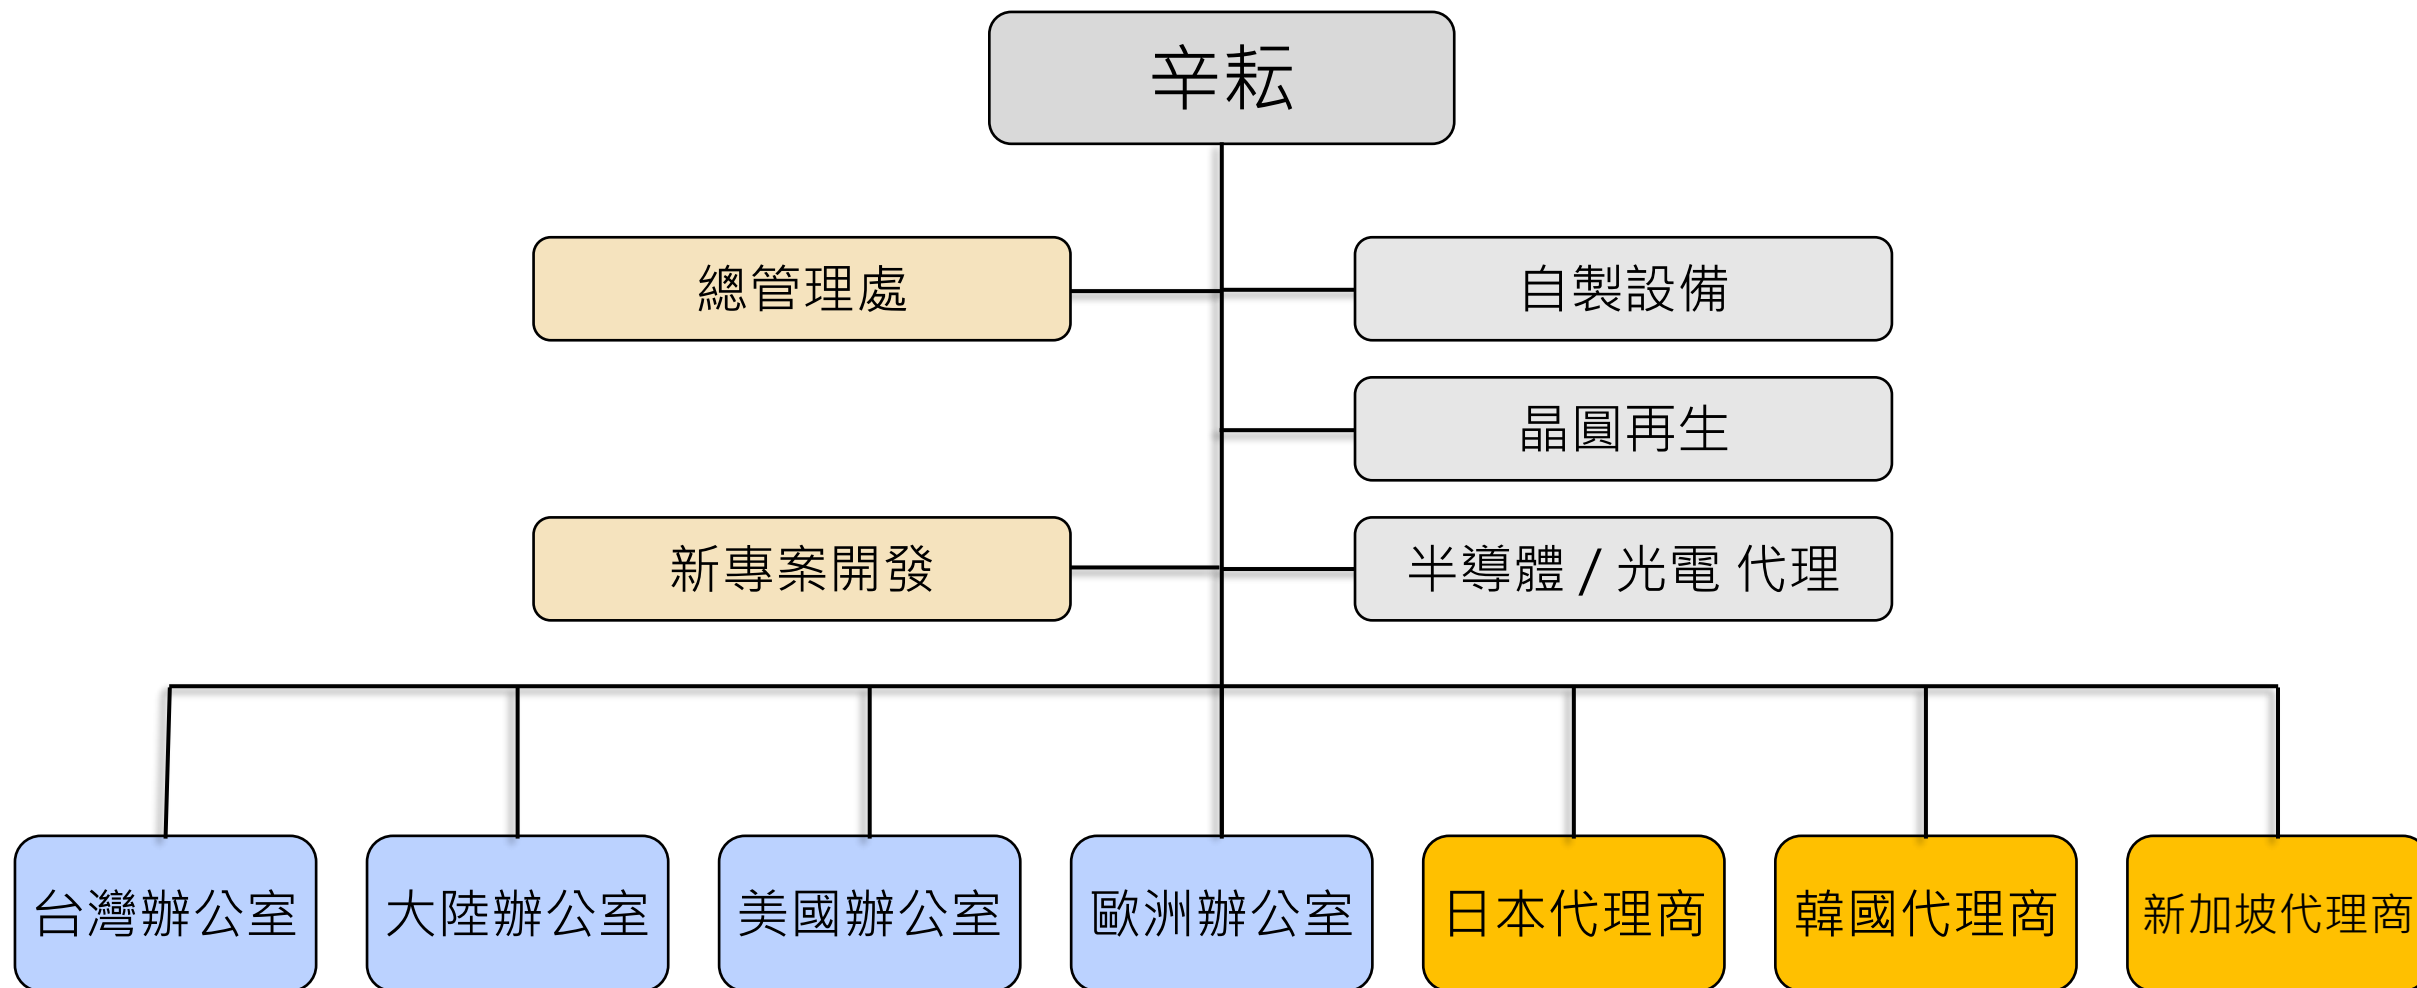 辛耘
總管理處
自製設備
晶圓再生
新專案開發
半導體 / 光電 代理
台灣辦公室
大陸辦公室
美國辦公室
歐洲辦公室
日本代理商
韓國代理商
新加坡代理商